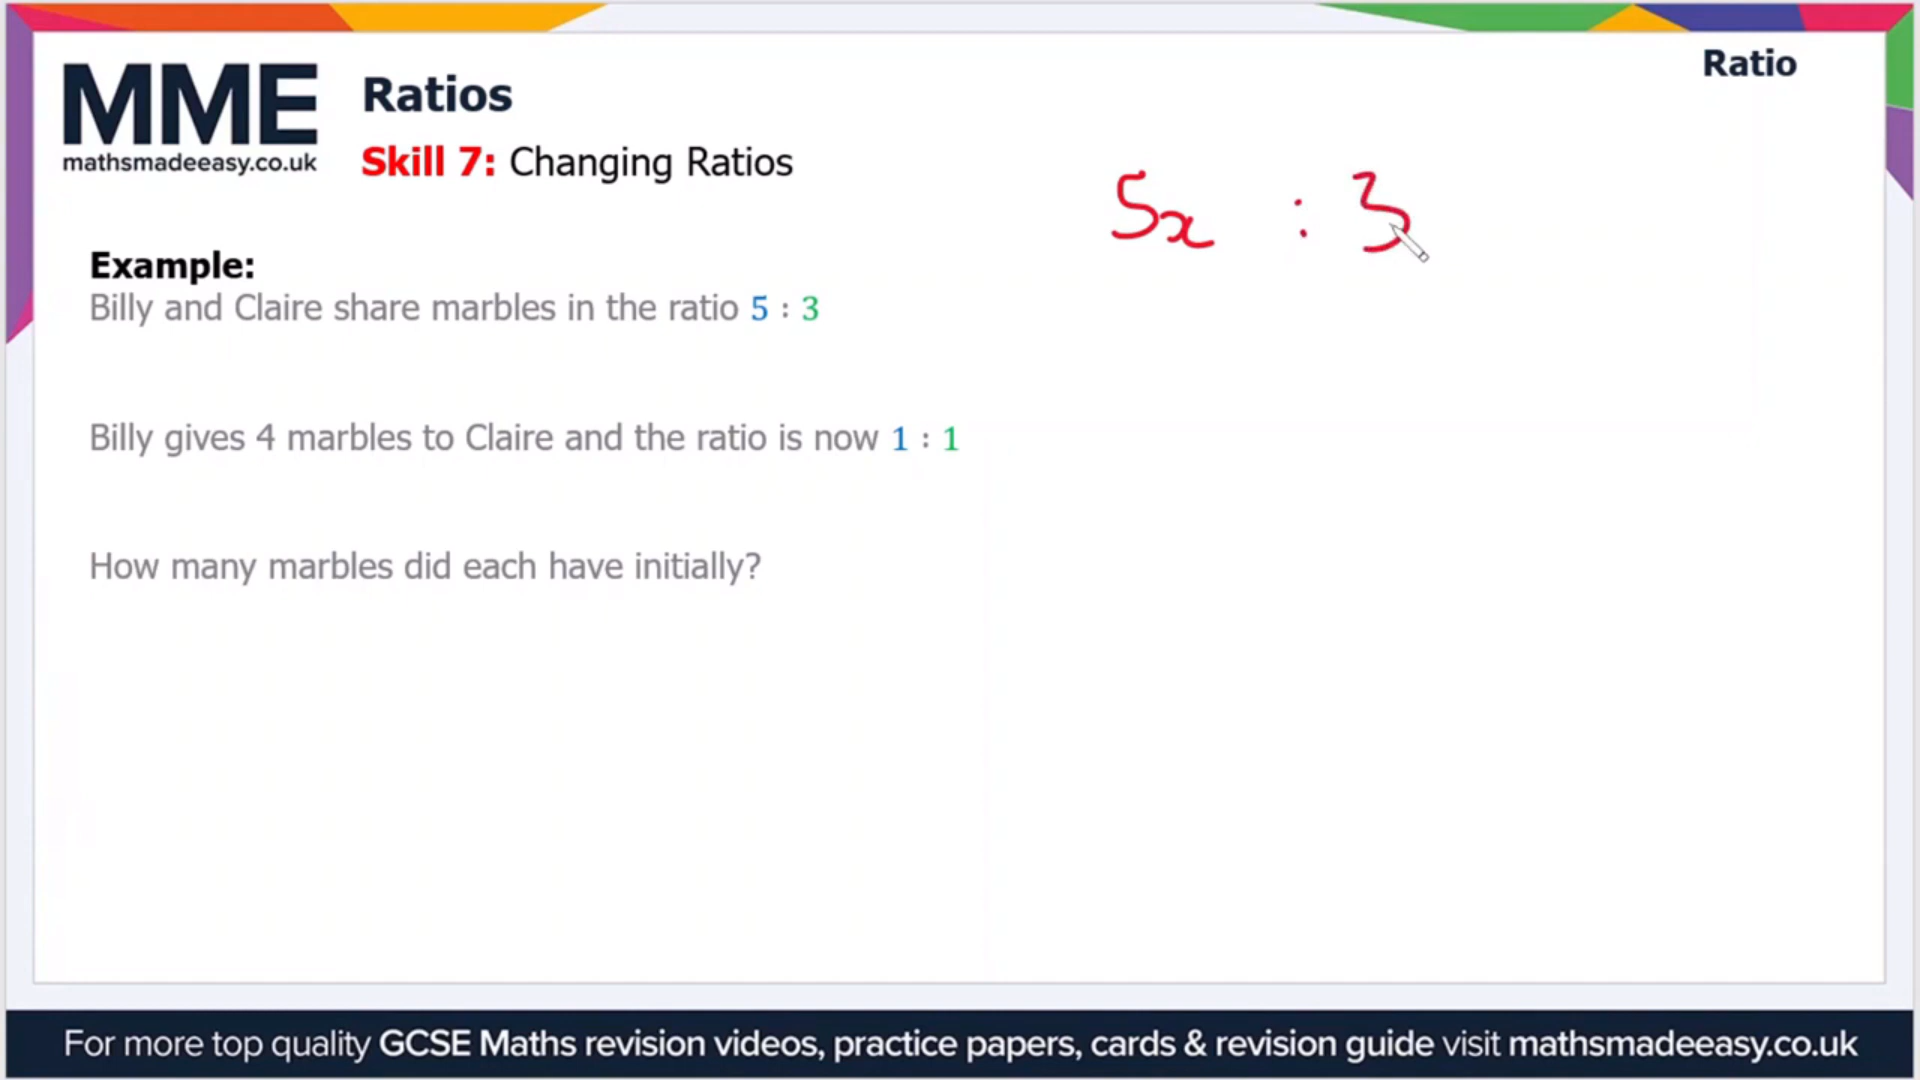 Ratio
MME
mathsmadeeasy.co.uk
Ratios
Skill 7: Changing Ratios
5x : 3
Example:
Billy and Claire share marbles in the ratio 5 : 3
Billy gives 4 marbles to Claire and the ratio is now 1 : 1
How many marbles did each have initially?
For more top quality GCSE Maths revision videos, practice papers, cards & revision guide visit mathsmadeeasy.co.uk